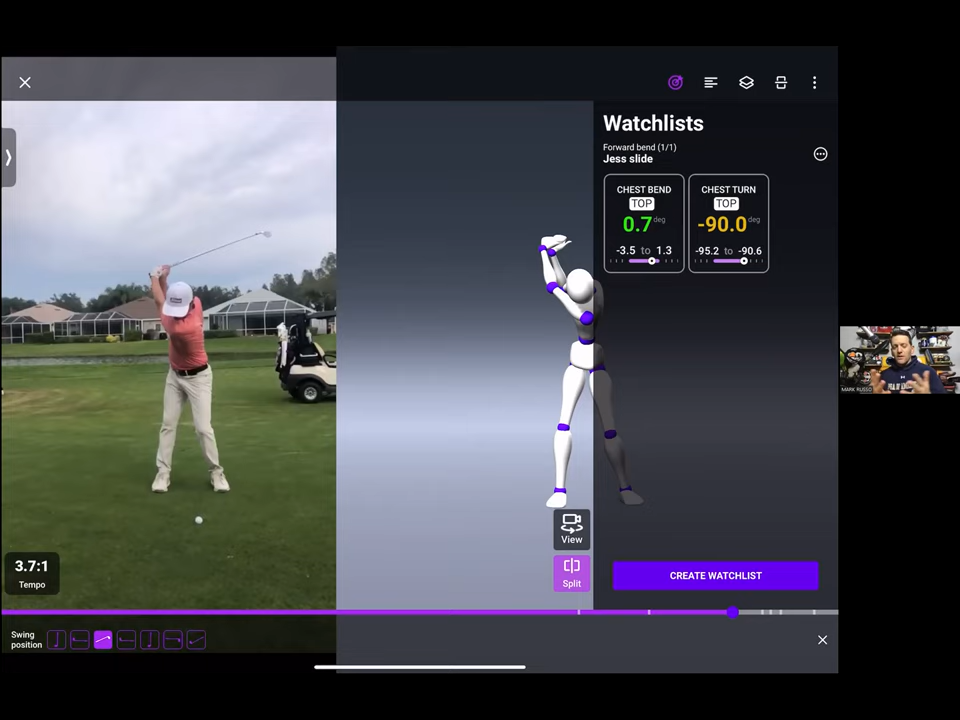 Watchlists
Forward bend (1/1)
Jess slide
CHEST BEND
TOP
0.7 deg
-3.5 to 1.3
CHEST TURN
TOP
-90.0 deg
-95.2 to -90.6
View
Split
3.7:1
Tempo
CREATE WATCHLIST
Swing
position
MARK RUSSO